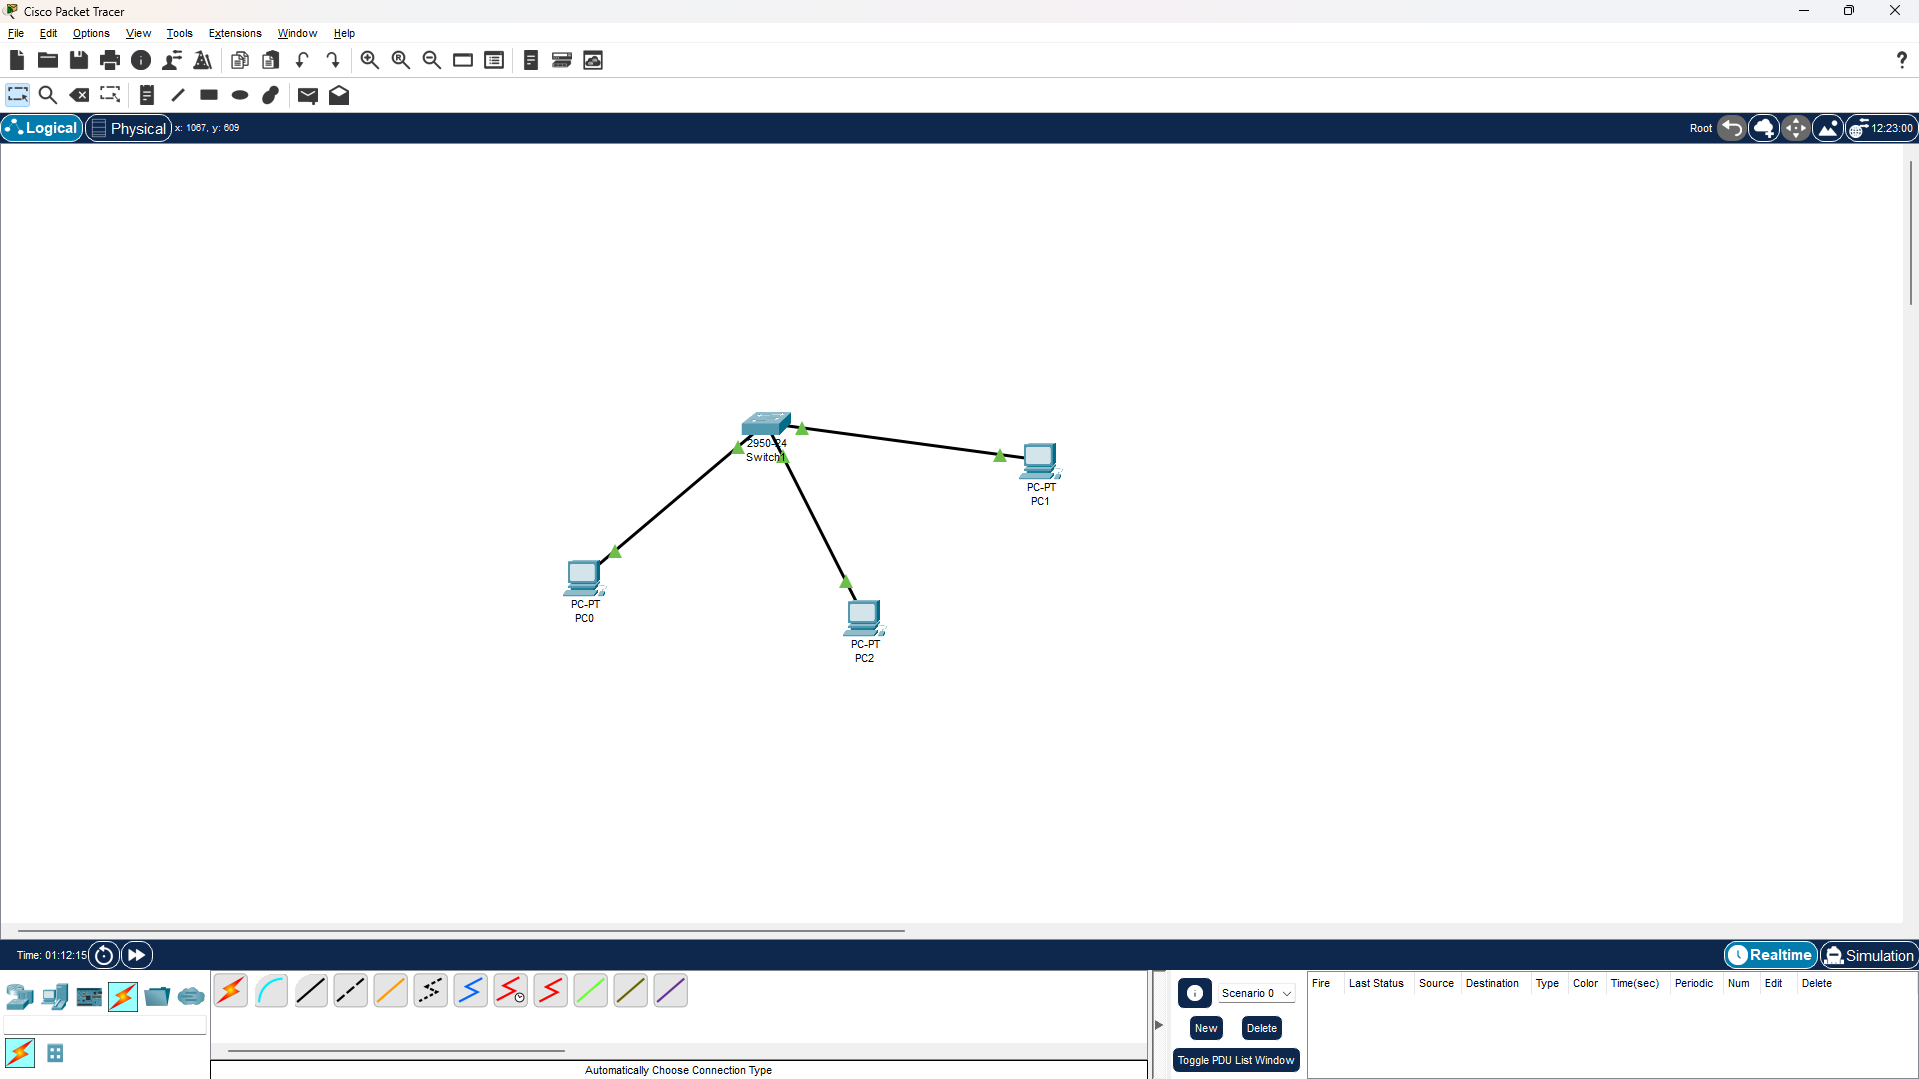 Cisco Packet Tracer
File Edit Options View Tools Extensions Window Help
Logical Physical x: 1067, y: 609 Root 12:23:00
2950-24
Switch1
PC-PT
PC1
PC-PT
PC0
PC-PT
PC2
Time: 01:12:15 Realtime Simulation
Scenario 0
Fire Last Status Source Destination Type Color Time(sec) Periodic Num Edit Delete
New Delete
Toggle PDU List Window
Automatically Choose Connection Type